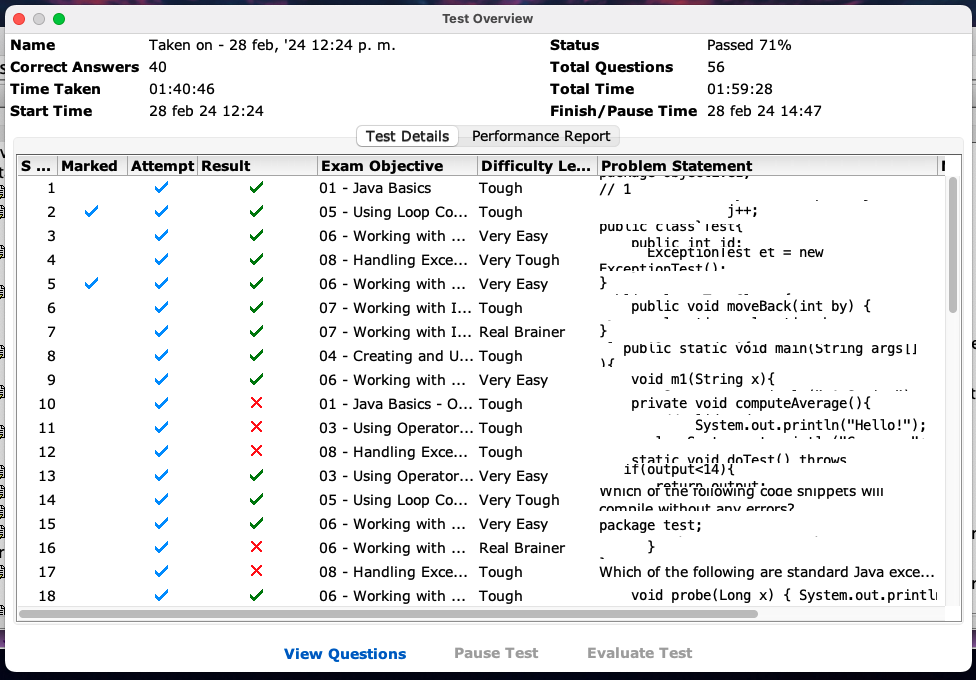 Test Overview
Name Taken on - 28 feb, '24 12:24 p. m. Status Passed 71%
Correct Answers 40 Total Questions 56
Time Taken 01:40:46 Total Time 01:59:28
Start Time 28 feb 24 12:24 Finish/Pause Time 28 feb 24 14:47
Test Details Performance Report
S ... Marked Attempt Result Exam Objective Difficulty Le... Problem Statement
1 01 - Java Basics Tough // 1
2 05 - Using Loop Co... Tough j++;
3 06 - Working with ... Very Easy public class Test{
public int id;
4 08 - Handling Exce... Very Tough ExceptionTest et = new
ExceptionTest();
5 06 - Working with ... Very Easy }
6 07 - Working with I... Tough public void moveBack(int by) {
7 07 - Working with I... Real Brainer }
8 04 - Creating and U... Tough public static void main(String args[]
){
9 06 - Working with ... Very Easy void m1(String x){
10 01 - Java Basics - O... Tough private void computeAverage(){
11 03 - Using Operator... Tough System.out.println("Hello!");
12 08 - Handling Exce... Tough static void doTest() throws
13 03 - Using Operator... Very Easy if(output<14){
return output;
14 05 - Using Loop Co... Very Tough Which of the following code snippets will
compile without any errors?
15 06 - Working with ... Very Easy package test;
16 06 - Working with ... Real Brainer }
17 08 - Handling Exce... Tough Which of the following are standard Java exce...
18 06 - Working with ... Tough void probe(Long x) { System.out.println
View Questions Pause Test Evaluate Test